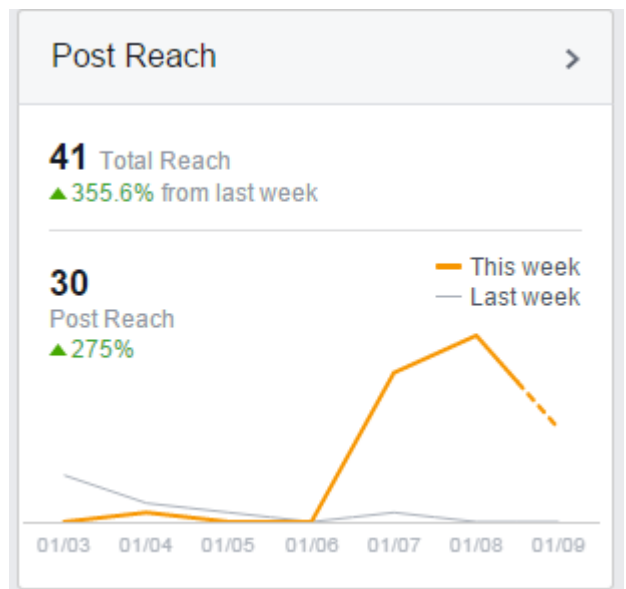 Post Reach
41 Total Reach
355.6% from last week
30
Post Reach
275%
This week
Last week
01/03 01/04 01/05 01/06 01/07 01/08 01/09